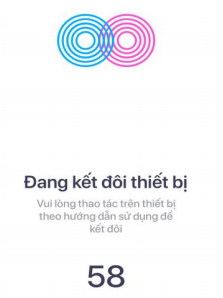 Đang kết đôi thiết bị
Vui lòng thao tác trên thiết bị
theo hướng dẫn sử dụng để
kết đôi
58